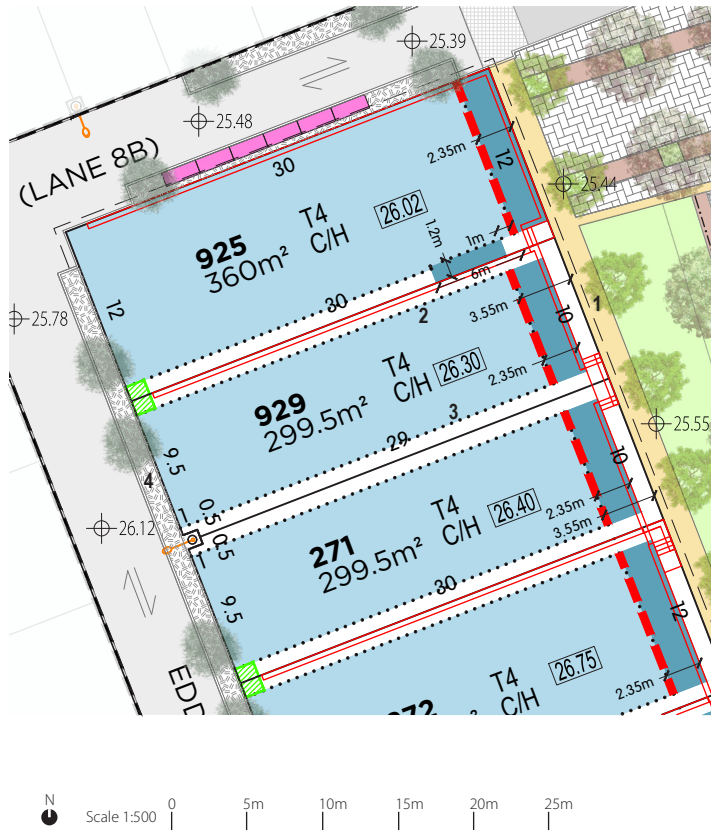 25.39
25.48
(LANE 8B)
30
2.35m
12
25.44
26.02
T4
C/H
925
360m²
1.2m
1m
6m
12
30
25.78
2
3.55m
10
1
2.35m
T4
C/H
26.30
929
299.5m²
3
29
25.55
9.5
4
1
0.5
0.5
1
26.12
10
2.35m
3.55m
T4
C/H
26.40
271
299.5m²
30
9.5
12
T4
C/H
26.75
2.35m
EDD
N
Scale 1:500
0 5m 10m 15m 20m 25m